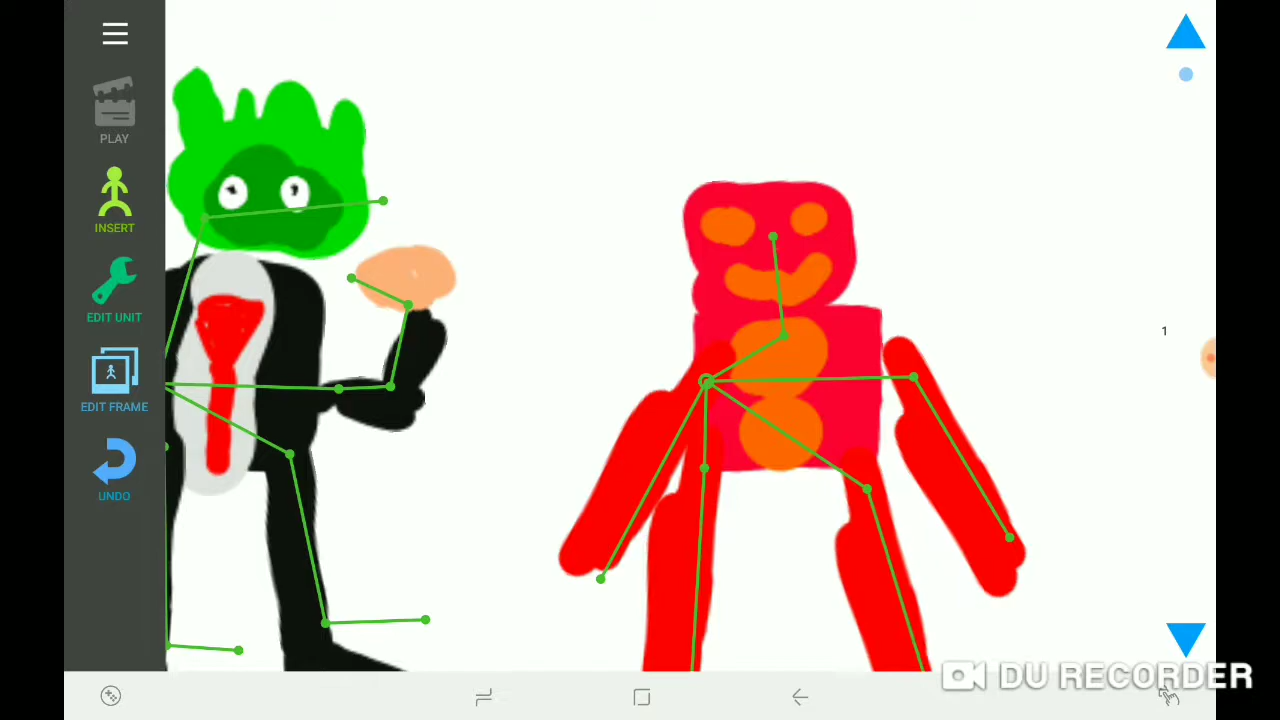 PLAY
INSERT
EDIT UNIT
EDIT FRAME
UNDO
1
DU RECORDER